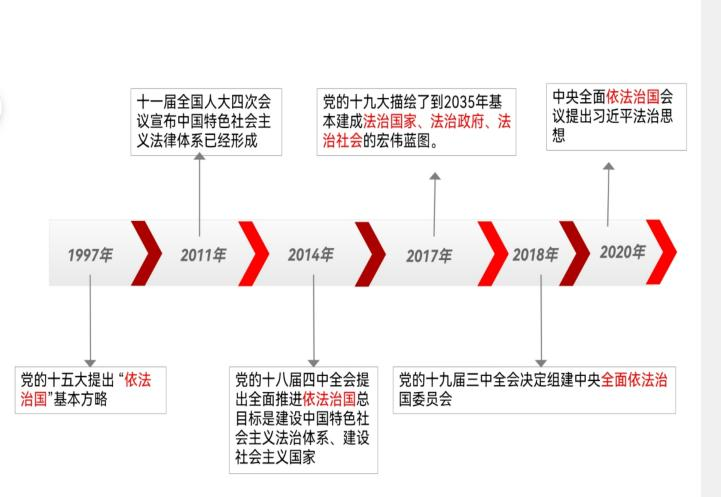 十一届全国人大四次会
议宣布中国特色社会主
义法律体系已经形成
党的十九大描绘了到2035年基
本建成法治国家、法治政府、法
治社会的宏伟蓝图。
中央全面依法治国会
议提出习近平法治思
想
1997年
2011年
2014年
2017年
2018年
2020年
党的十五大提出 “依法
治国”基本方略
党的十八届四中全会提
出全面推进依法治国总
目标是建设中国特色社
会主义法治体系、建设
社会主义国家
党的十九届三中全会决定组建中央全面依法治
国委员会